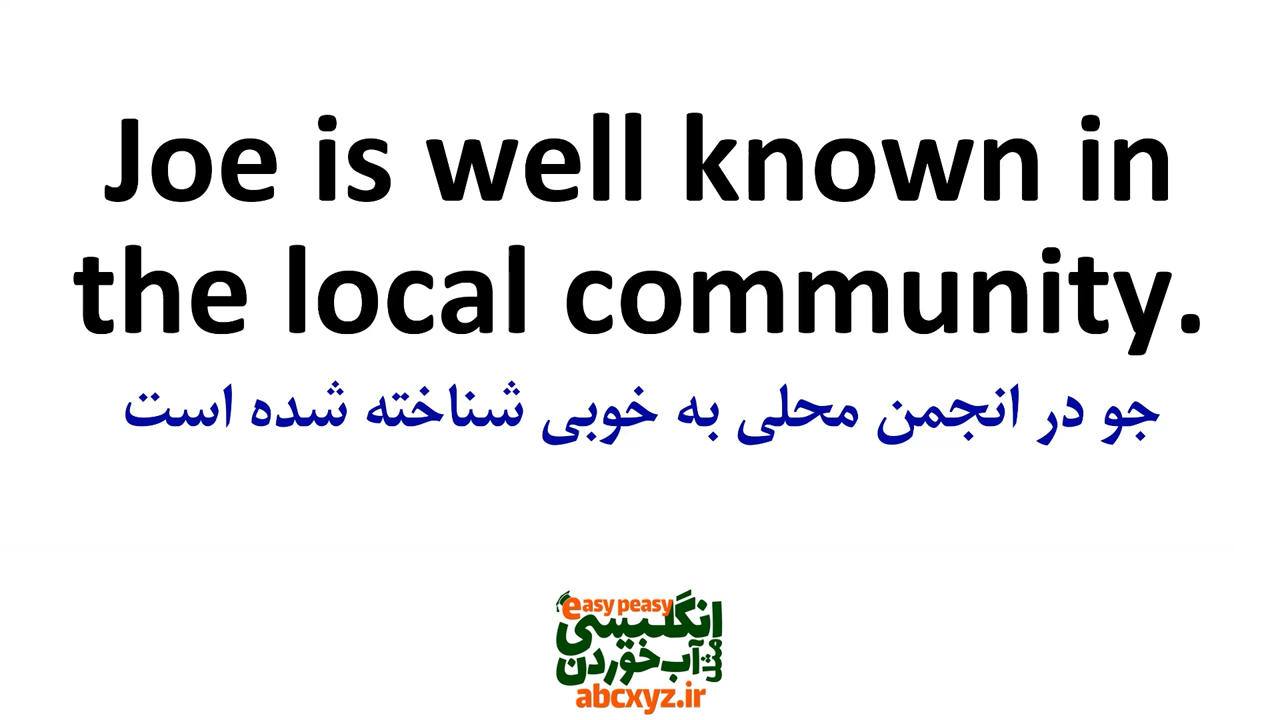 Joe is well known in
the local community.
جو در انجمن محلی به خوبی شناخته شده است
easy peasy
انگلیسی
مثل آب خوردن
abcxyz.ir